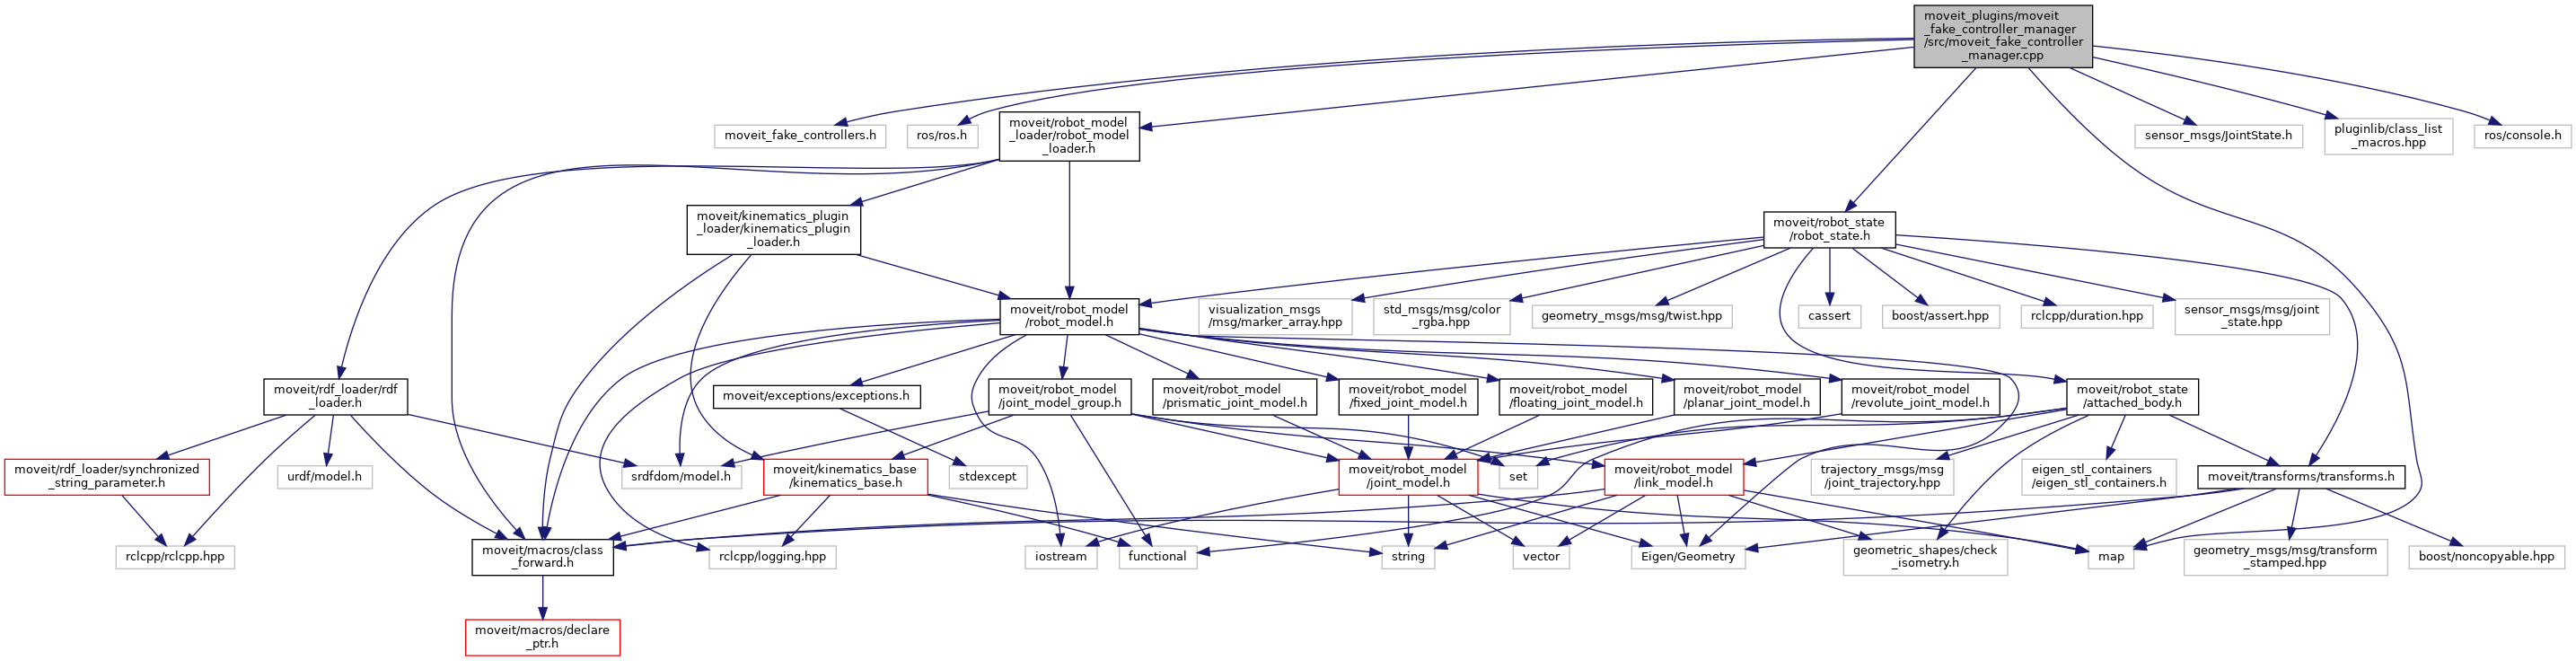 moveit_plugins/moveit
_fake_controller_manager
/src/moveit_fake_controller
_manager.cpp
moveit_fake_controllers.h
ros/ros.h
moveit/robot_model
_loader/robot_model
_loader.h
sensor_msgs/JointState.h
pluginlib/class_list
_macros.hpp
ros/console.h
moveit/kinematics_plugin
_loader/kinematics_plugin
_loader.h
moveit/robot_state
/robot_state.h
moveit/robot_model
/robot_model.h
visualization_msgs
/msg/marker_array.hpp
std_msgs/msg/color
_rgba.hpp
geometry_msgs/msg/twist.hpp
cassert
boost/assert.hpp
rclcpp/duration.hpp
sensor_msgs/msg/joint
_state.hpp
moveit/rdf_loader/rdf
_loader.h
moveit/exceptions/exceptions.h
moveit/robot_model
/joint_model_group.h
moveit/robot_model
/prismatic_joint_model.h
moveit/robot_model
/fixed_joint_model.h
moveit/robot_model
/floating_joint_model.h
moveit/robot_model
/planar_joint_model.h
moveit/robot_model
/revolute_joint_model.h
moveit/robot_state
/attached_body.h
moveit/rdf_loader/synchronized
_string_parameter.h
urdf/model.h
srdfdom/model.h
moveit/kinematics_base
/kinematics_base.h
stdexcept
moveit/robot_model
/joint_model.h
set
moveit/robot_model
/link_model.h
trajectory_msgs/msg
/joint_trajectory.hpp
eigen_stl_containers
/eigen_stl_containers.h
moveit/transforms/transforms.h
rclcpp/rclcpp.hpp
moveit/macros/class
_forward.h
rclcpp/logging.hpp
iostream
functional
string
vector
Eigen/Geometry
geometric_shapes/check
_isometry.h
map
geometry_msgs/msg/transform
_stamped.hpp
boost/noncopyable.hpp
moveit/macros/declare
_ptr.h